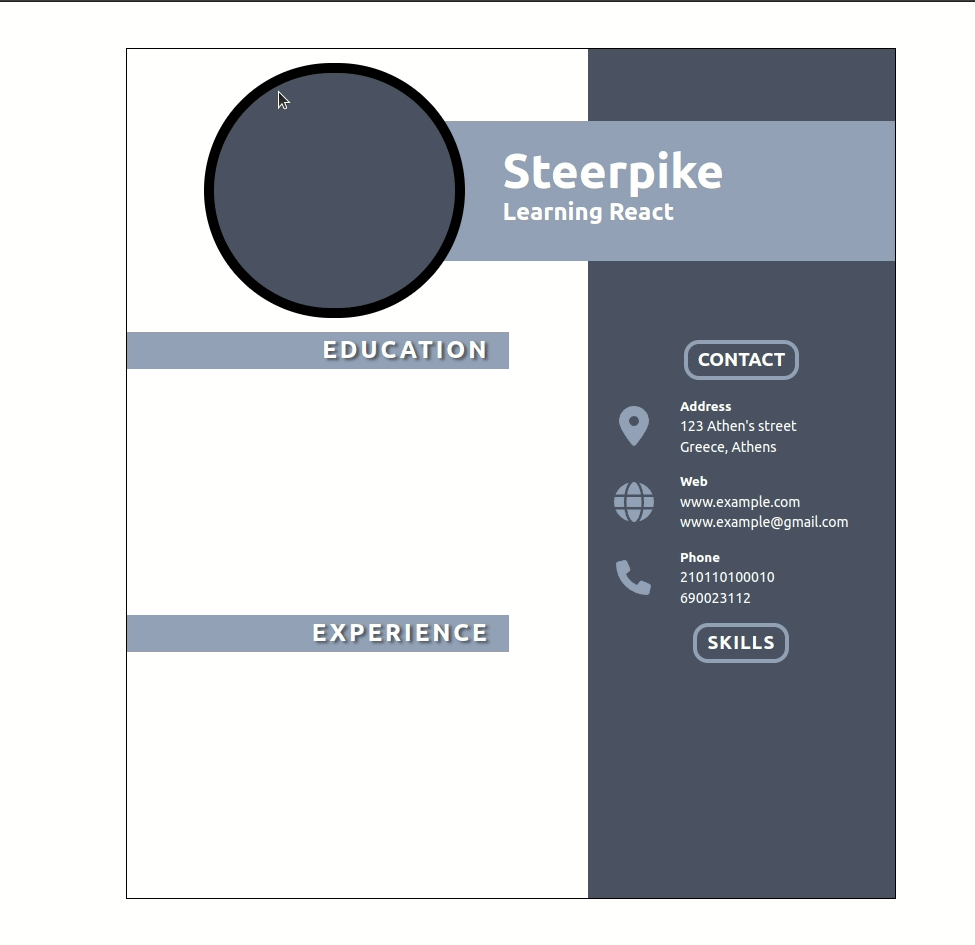 Steerpike
Learning React
EDUCATION
CONTACT
Address
123 Athen's street
Greece, Athens
Web
www.example.com
www.example@gmail.com
Phone
210110100010
690023112
EXPERIENCE
SKILLS